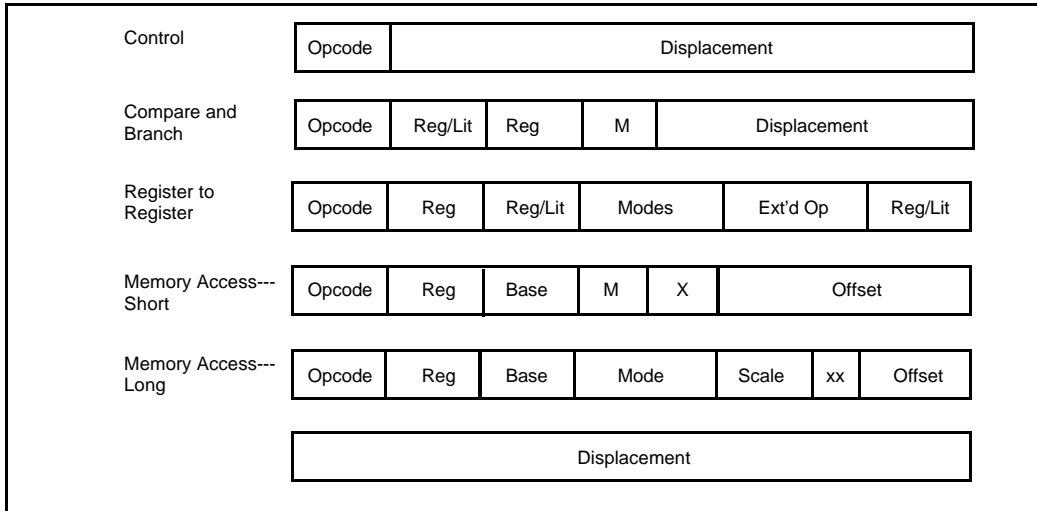 Control
Opcode Displacement
Compare and
Branch
Opcode Reg/Lit Reg M Displacement
Register to
Register
Opcode Reg Reg/Lit Modes Ext'd Op Reg/Lit
Memory Access---
Short
Opcode Reg Base M X Offset
Memory Access---
Long
Opcode Reg Base Mode Scale xx Offset
Displacement